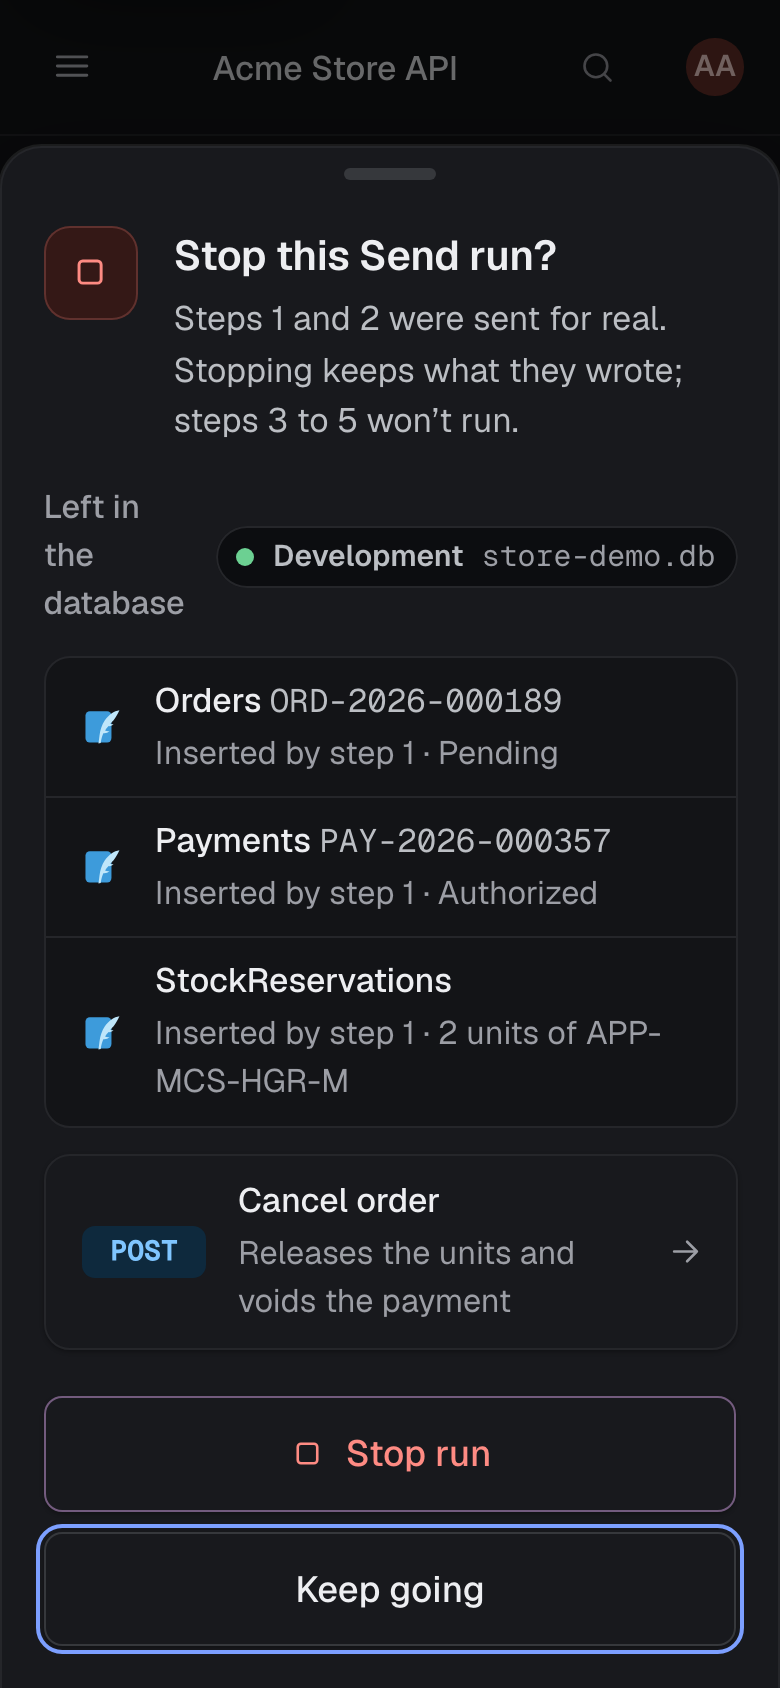 Acme Store API
AA
Stop this Send run?
Steps 1 and 2 were sent for real.
Stopping keeps what they wrote;
steps 3 to 5 won’t run.
Left in
the
database
Development store-demo.db
Orders ORD-2026-000189
Inserted by step 1 · Pending
Payments PAY-2026-000357
Inserted by step 1 · Authorized
StockReservations
Inserted by step 1 · 2 units of APP-
MCS-HGR-M
POST
Cancel order
Releases the units and
voids the payment
Stop run
Keep going